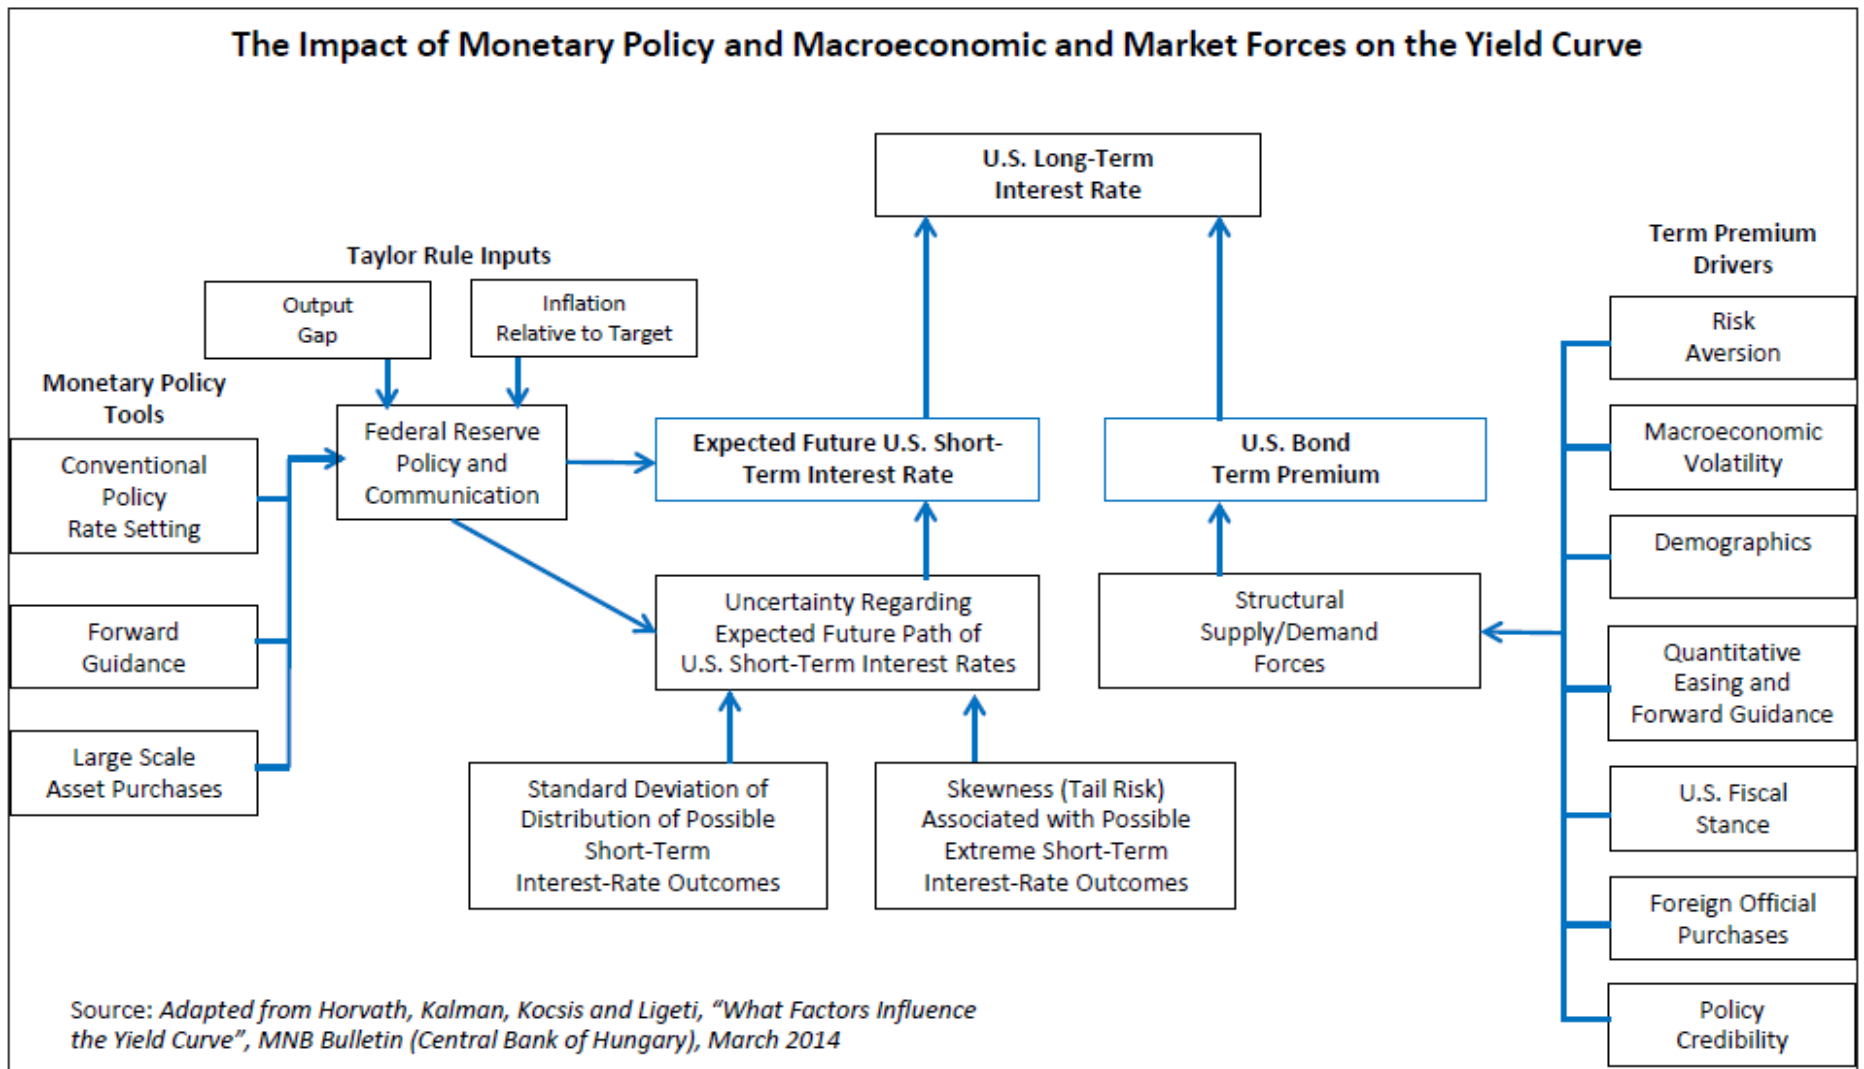 The Impact of Monetary Policy and Macroeconomic and Market Forces on the Yield Curve
U.S. Long-Term
Interest Rate
Taylor Rule Inputs
Output
Gap
Inflation
Relative to Target
Monetary Policy
Tools
Conventional
Policy
Rate Setting
Forward
Guidance
Large Scale
Asset Purchases
Federal Reserve
Policy and
Communication
Expected Future U.S. Short-
Term Interest Rate
U.S. Bond
Term Premium
Uncertainty Regarding
Expected Future Path of
U.S. Short-Term Interest Rates
Structural
Supply/Demand
Forces
Standard Deviation of
Distribution of Possible
Short-Term
Interest-Rate Outcomes
Skewness (Tail Risk)
Associated with Possible
Extreme Short-Term
Interest-Rate Outcomes
Term Premium
Drivers
Risk
Aversion
Macroeconomic
Volatility
Demographics
Quantitative
Easing and
Forward Guidance
U.S. Fiscal
Stance
Foreign Official
Purchases
Policy
Credibility
Source: Adapted from Horvath, Kalman, Kocsis and Ligeti, “What Factors Influence
the Yield Curve”, MNB Bulletin (Central Bank of Hungary), March 2014